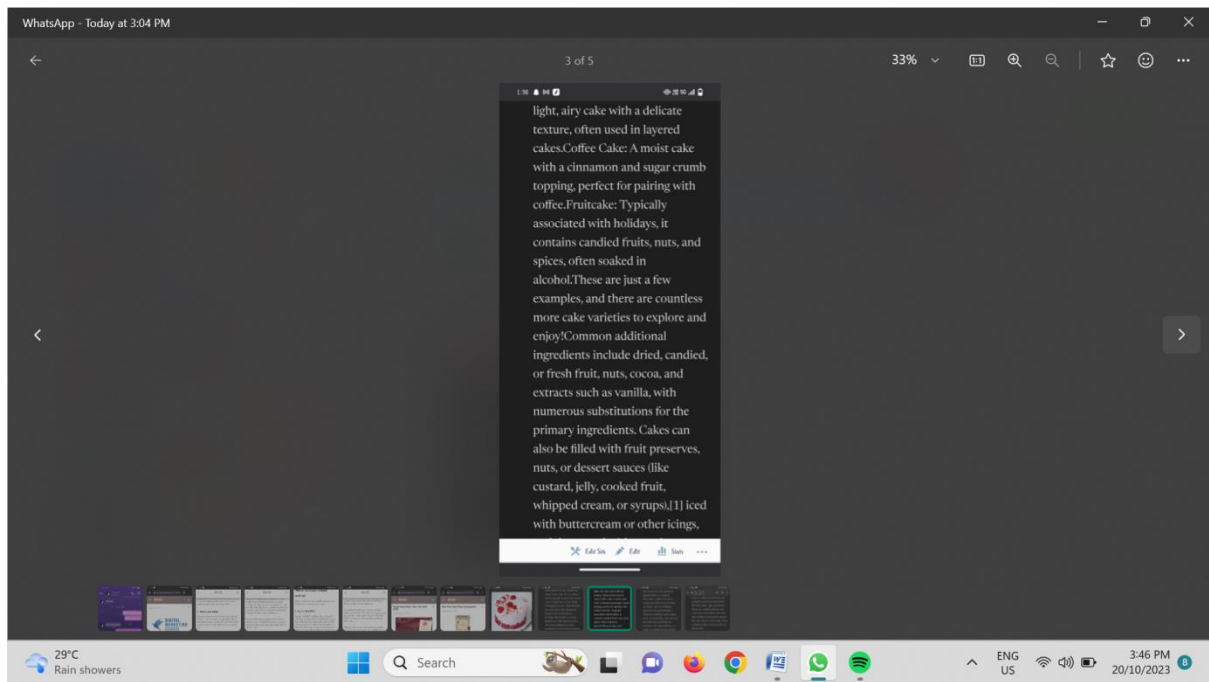 WhatsApp - Today at 3:04 PM
3 of 5
33%
1:1
light, airy cake with a delicate
texture, often used in layered
cakes.Coffee Cake: A moist cake
with a cinnamon and sugar crumb
topping, perfect for pairing with
coffee.Fruitcake: Typically
associated with holidays, it
contains candied fruits, nuts, and
spices, often soaked in
alcohol.These are just a few
examples, and there are countless
more cake varieties to explore and
enjoy!Common additional
ingredients include dried, candied,
or fresh fruit, nuts, cocoa, and
extracts such as vanilla, with
numerous substitutions for the
primary ingredients. Cakes can
also be filled with fruit preserves,
nuts, or dessert sauces (like
custard, jelly, cooked fruit,
whipped cream, or syrups),[1] iced
with buttercream or other icings,
Edit Site Edit Stats
29°C
Rain showers
Search
ENG
US
3:46 PM
20/10/2023
8